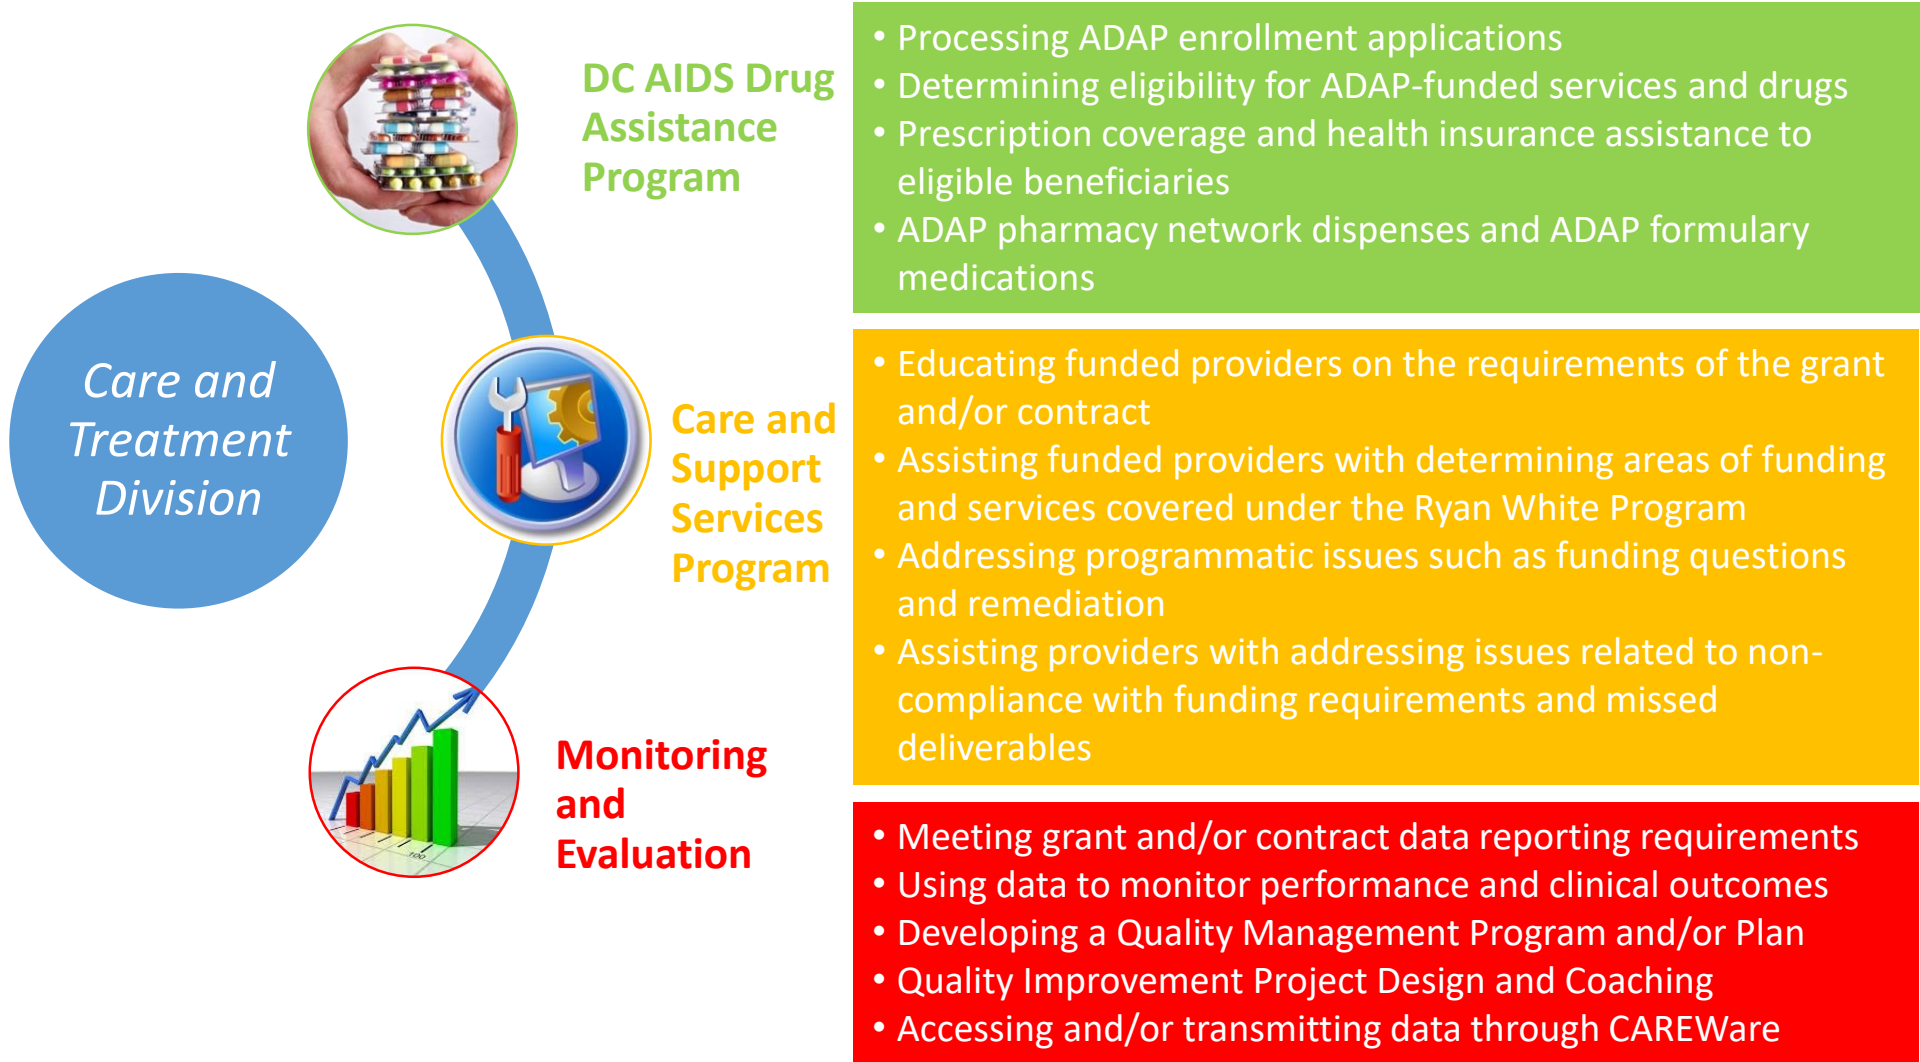 Care and
Treatment
Division
DC AIDS Drug
Assistance
Program
• Processing ADAP enrollment applications
• Determining eligibility for ADAP-funded services and drugs
• Prescription coverage and health insurance assistance to
eligible beneficiaries
• ADAP pharmacy network dispenses and ADAP formulary
medications
Care and
Support
Services
Program
• Educating funded providers on the requirements of the grant
and/or contract
• Assisting funded providers with determining areas of funding
and services covered under the Ryan White Program
• Addressing programmatic issues such as funding questions
and remediation
• Assisting providers with addressing issues related to non-
compliance with funding requirements and missed
deliverables
Monitoring
and
Evaluation
100
• Meeting grant and/or contract data reporting requirements
• Using data to monitor performance and clinical outcomes
• Developing a Quality Management Program and/or Plan
• Quality Improvement Project Design and Coaching
• Accessing and/or transmitting data through CAREWare